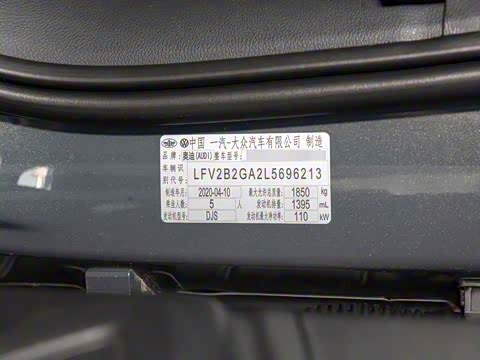 中国 一汽-大众汽车有限公司 制造
品牌: 奥迪(AUDI) 整车型号:
车辆识别代号: LFV2B2GA2L5696213
制造年月: 2020-04-10 最大允许总质量: 1850 kg
乘坐人数: 5 人 发动机排量: 1395 mL
发动机型号: DJS 发动机最大净功率: 110 kW